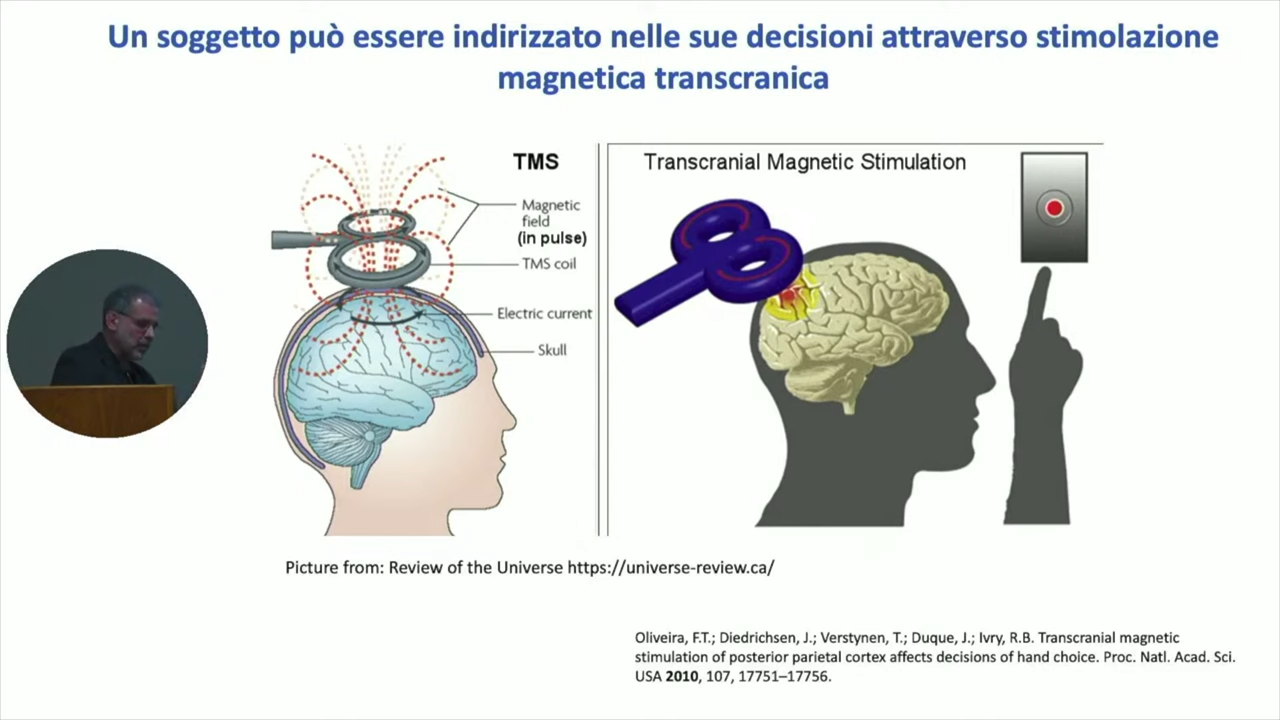 Un soggetto può essere indirizzato nelle sue decisioni attraverso stimolazione
magnetica transcranica
TMS
Magnetic
field
(in pulse)
TMS coil
Electric current
Skull
Transcranial Magnetic Stimulation
Picture from: Review of the Universe https://universe-review.ca/
Oliveira, F.T.; Diedrichsen, J.; Verstynen, T.; Duque, J.; Ivry, R.B. Transcranial magnetic
stimulation of posterior parietal cortex affects decisions of hand choice. Proc. Natl. Acad. Sci.
USA 2010, 107, 17751–17756.